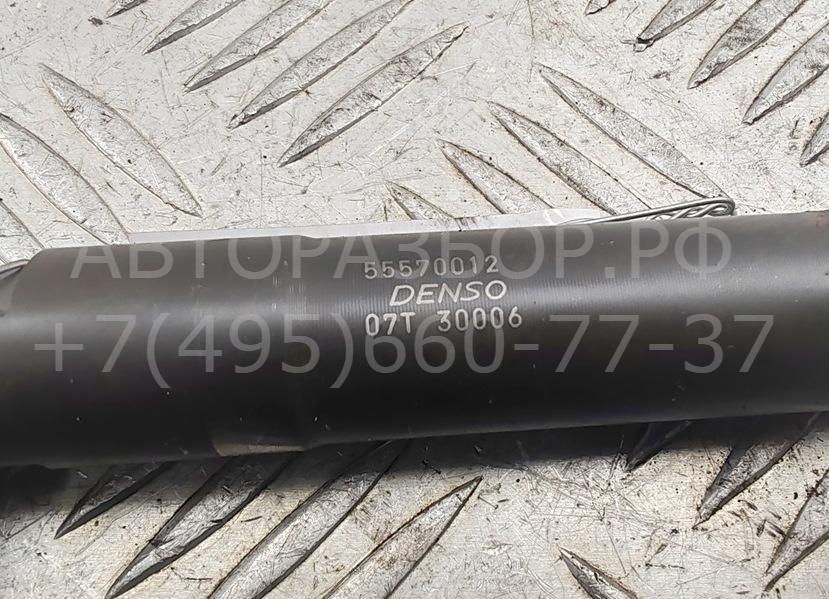 АВТОРАЗБОР.РФ
55570012
DENSO
07T 30006
+7(495)660-77-37